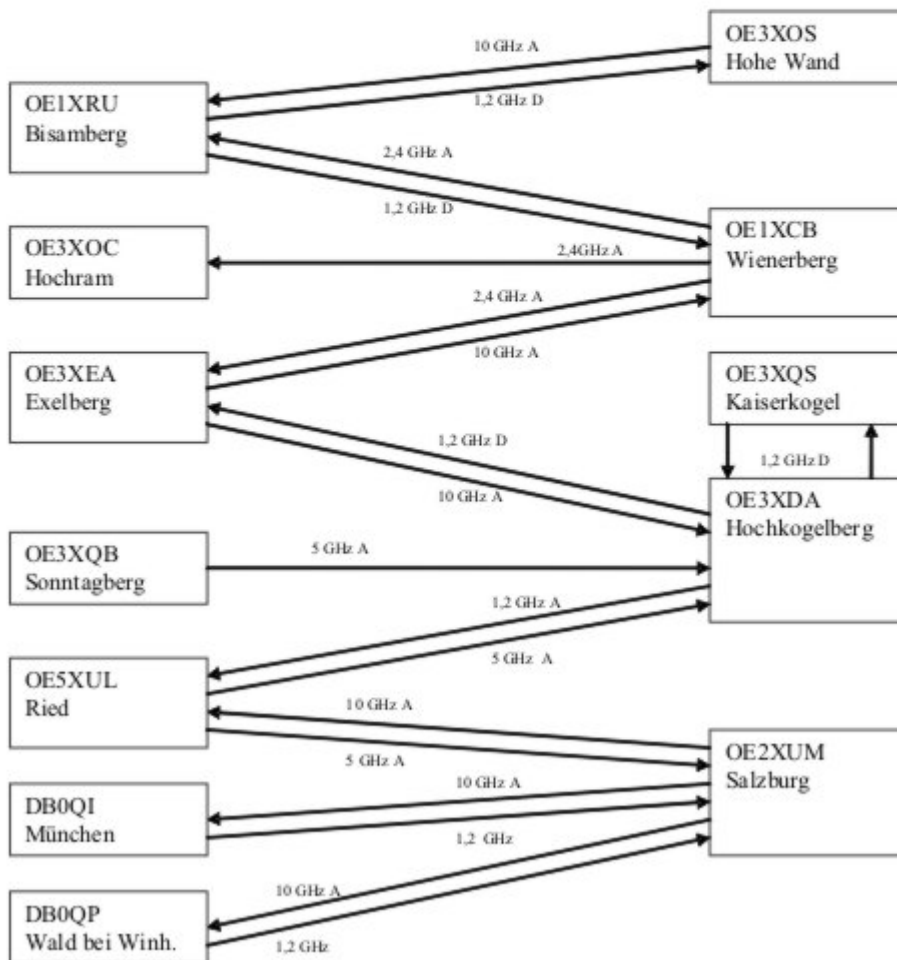 10 GHz A
OE3XOS
Hohe Wand
OE1XRU
Bisamberg
1,2 GHz D
2,4 GHz A
1,2 GHz D
OE1XCB
Wienerberg
OE3XOC
Hochram
2,4GHz A
2,4 GHz A
10 GHz A
OE3XEA
Exelberg
OE3XQS
Kaiserkogel
1,2 GHz D
1,2 GHz D
10 GHz A
OE3XDA
Hochkogelberg
OE3XQB
Sonntagberg
5 GHz A
1,2 GHz A
5 GHz A
OE5XUL
Ried
10 GHz A
5 GHz A
OE2XUM
Salzburg
DB0QI
München
10 GHz A
1,2 GHz
DB0QP
Wald bei Winh.
10 GHz A
1,2 GHz